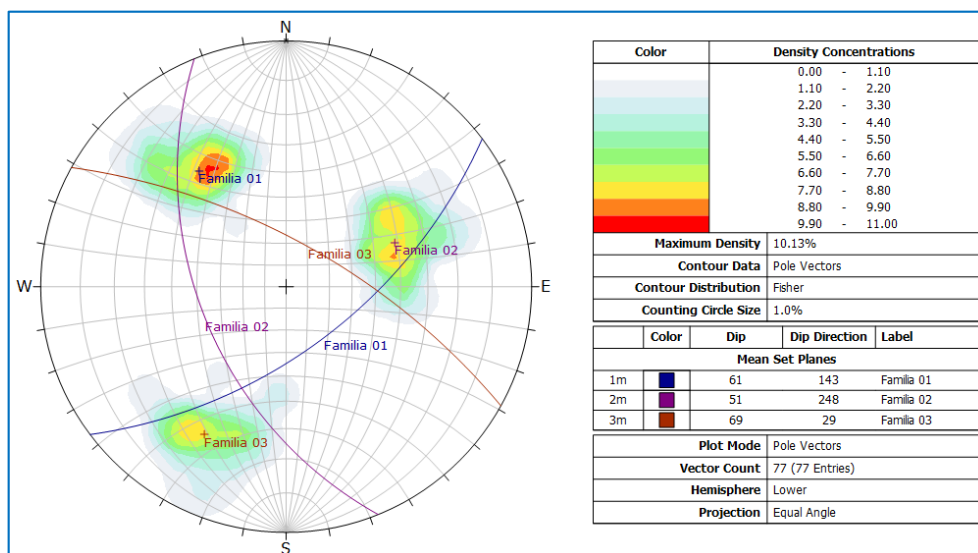 N
W
E
S
Familia 01
Familia 02
Familia 03
Familia 02
Familia 01
Familia 03
Color Density Concentrations
0.00 - 1.10
1.10 - 2.20
2.20 - 3.30
3.30 - 4.40
4.40 - 5.50
5.50 - 6.60
6.60 - 7.70
7.70 - 8.80
8.80 - 9.90
9.90 - 11.00
Maximum Density 10.13%
Contour Data Pole Vectors
Contour Distribution Fisher
Counting Circle Size 1.0%
Color Dip Dip Direction Label
Mean Set Planes
1m 61 143 Familia 01
2m 51 248 Familia 02
3m 69 29 Familia 03
Plot Mode Pole Vectors
Vector Count 77 (77 Entries)
Hemisphere Lower
Projection Equal Angle